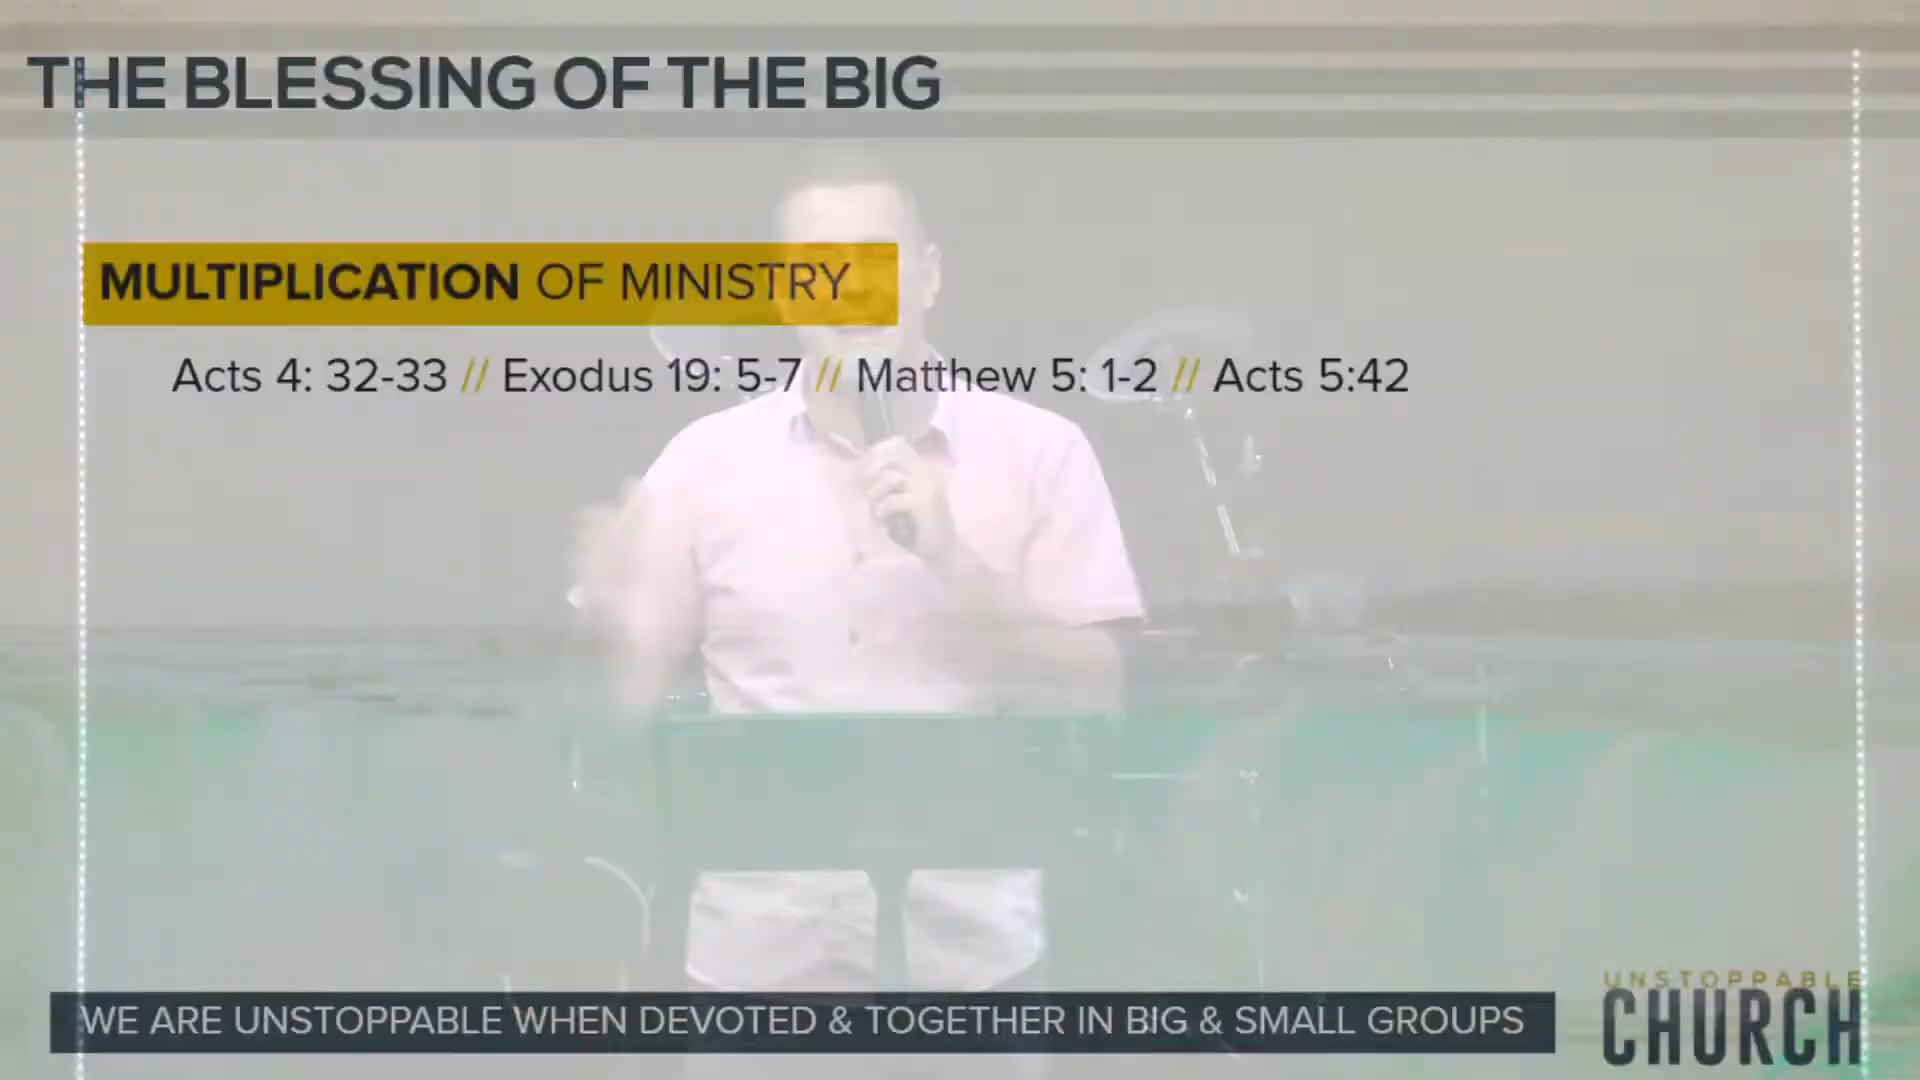 THE BLESSING OF THE BIG
MULTIPLICATION OF MINISTRY
Acts 4: 32-33 // Exodus 19: 5-7 // Matthew 5: 1-2 // Acts 5:42
WE ARE UNSTOPPABLE WHEN DEVOTED & TOGETHER IN BIG & SMALL GROUPS
UNSTOPPABLE
CHURCH